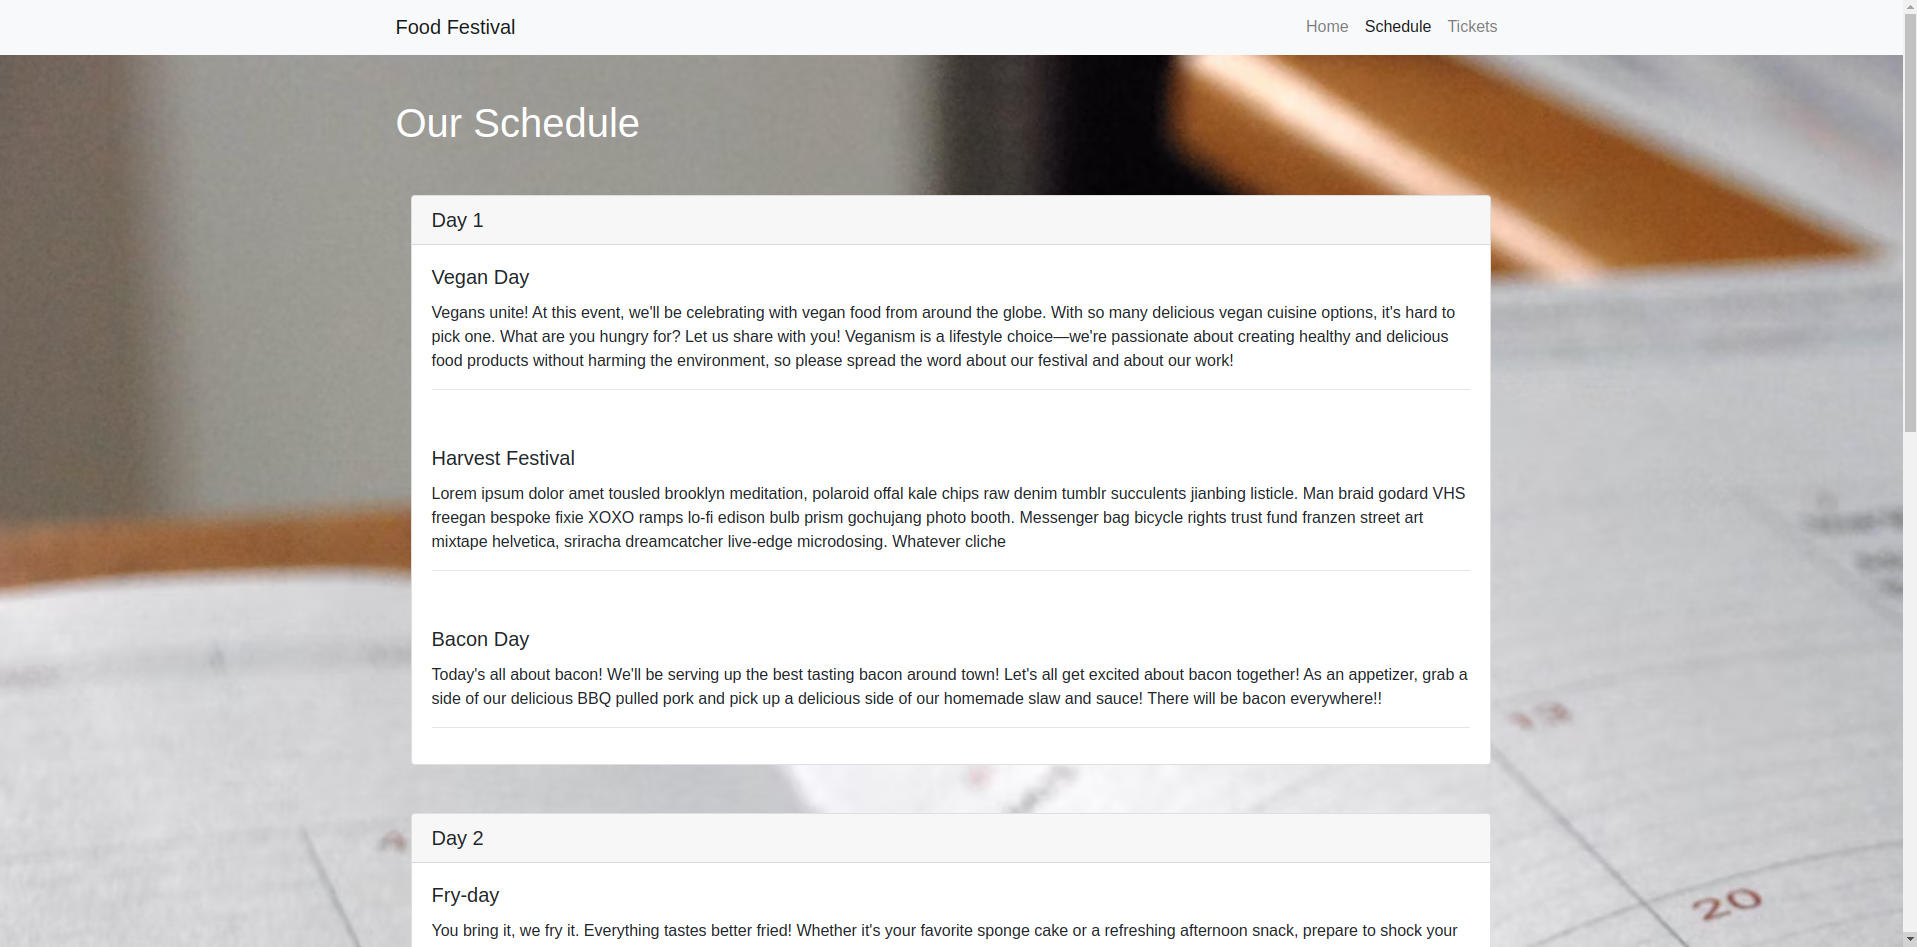 Food Festival
Home Schedule Tickets
Our Schedule
Day 1
Vegan Day
Vegans unite! At this event, we'll be celebrating with vegan food from around the globe. With so many delicious vegan cuisine options, it's hard to
pick one. What are you hungry for? Let us share with you! Veganism is a lifestyle choice—we're passionate about creating healthy and delicious
food products without harming the environment, so please spread the word about our festival and about our work!
Harvest Festival
Lorem ipsum dolor amet tousled brooklyn meditation, polaroid offal kale chips raw denim tumblr succulents jianbing listicle. Man braid godard VHS
freegan bespoke fixie XOXO ramps lo-fi edison bulb prism gochujang photo booth. Messenger bag bicycle rights trust fund franzen street art
mixtape helvetica, sriracha dreamcatcher live-edge microdosing. Whatever cliche
Bacon Day
Today's all about bacon! We'll be serving up the best tasting bacon around town! Let's all get excited about bacon together! As an appetizer, grab a
side of our delicious BBQ pulled pork and pick up a delicious side of our homemade slaw and sauce! There will be bacon everywhere!!
13
Day 2
Fry-day
You bring it, we fry it. Everything tastes better fried! Whether it's your favorite sponge cake or a refreshing afternoon snack, prepare to shock your
20